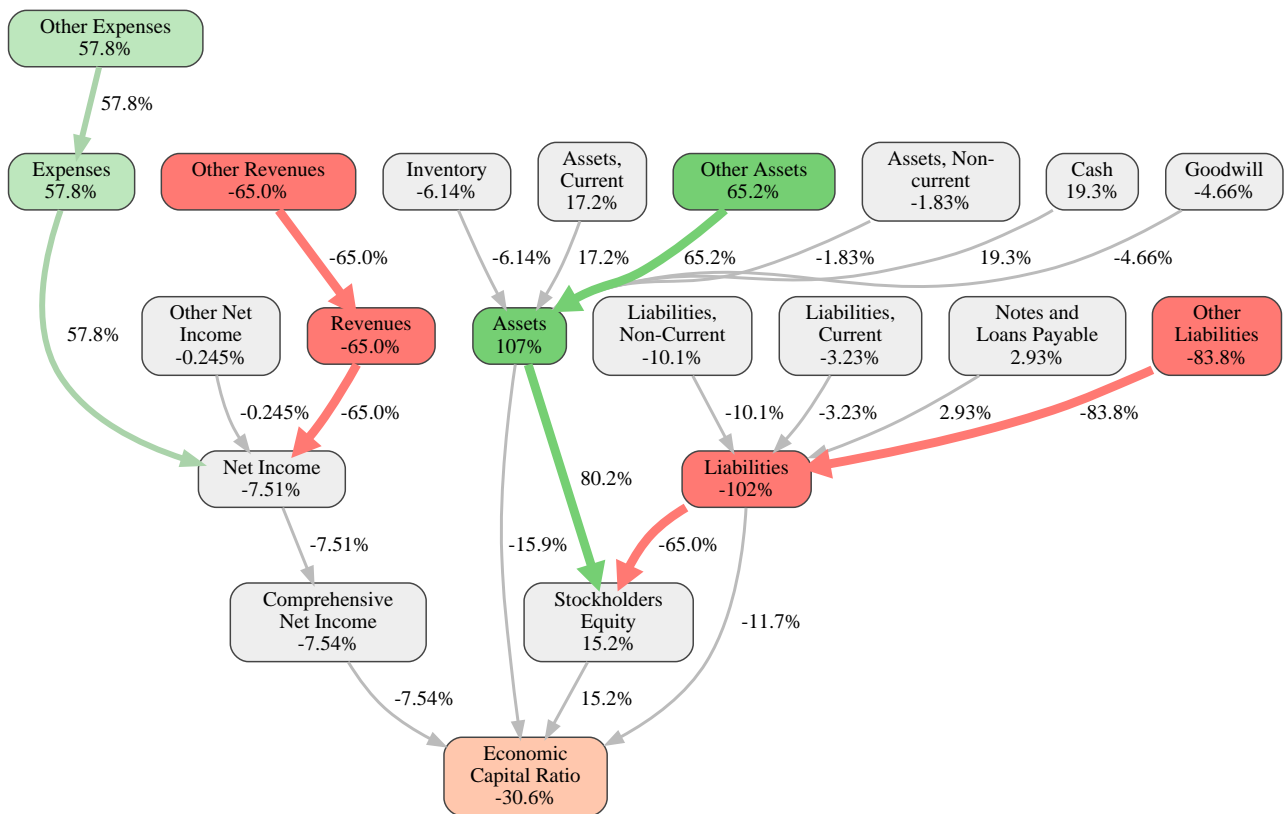 Other Expenses
57.8%
57.8%
Expenses
57.8%
Other Revenues
-65.0%
Inventory
-6.14%
Assets,
Current
17.2%
Other Assets
65.2%
Assets, Non-
current
-1.83%
Cash
19.3%
Goodwill
-4.66%
-65.0%
-6.14%
17.2%
65.2%
-1.83%
19.3%
-4.66%
57.8%
Other Net
Income
-0.245%
Revenues
-65.0%
Assets
107%
Liabilities,
Non-Current
-10.1%
Liabilities,
Current
-3.23%
Notes and
Loans Payable
2.93%
Other
Liabilities
-83.8%
-0.245%
-65.0%
-10.1%
-3.23%
2.93%
-83.8%
Net Income
-7.51%
80.2%
Liabilities
-102%
-7.51%
-15.9%
-65.0%
Comprehensive
Net Income
-7.54%
Stockholders
Equity
15.2%
-11.7%
-7.54%
15.2%
Economic
Capital Ratio
-30.6%